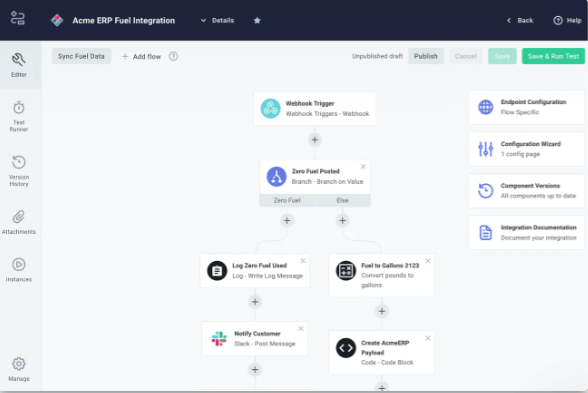 Acme ERP Fuel Integration
Details
Back
? Help
Sync Fuel Data
+ Add flow ?
Unpublished draft
Publish
Cancel
Save
Save & Run Test
Editor
Test
Runner
Version
History
Attachments
Instances
Manage
Webhook Trigger
Webhook Triggers - Webhook
+
Zero Fuel Posted
Branch - Branch on Value
Zero Fuel
Else
+
+
Log Zero Fuel Used
Log - Write Log Message
+
Notify Customer
Slack - Post Message
+
Fuel to Gallons 2123
Convert pounds to
gallons
+
Create AcmeERP
Payload
Code - Code Block
+
Endpoint Configuration
Flow Specific
Configuration Wizard
1 config page
Component Versions
All components up to date
Integration Documentation
Document your integration